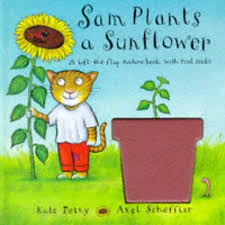 Sam Plants
a Sunflower
A lift-the-flap nature book with real seeds
Kate Petty
Axel Scheffler